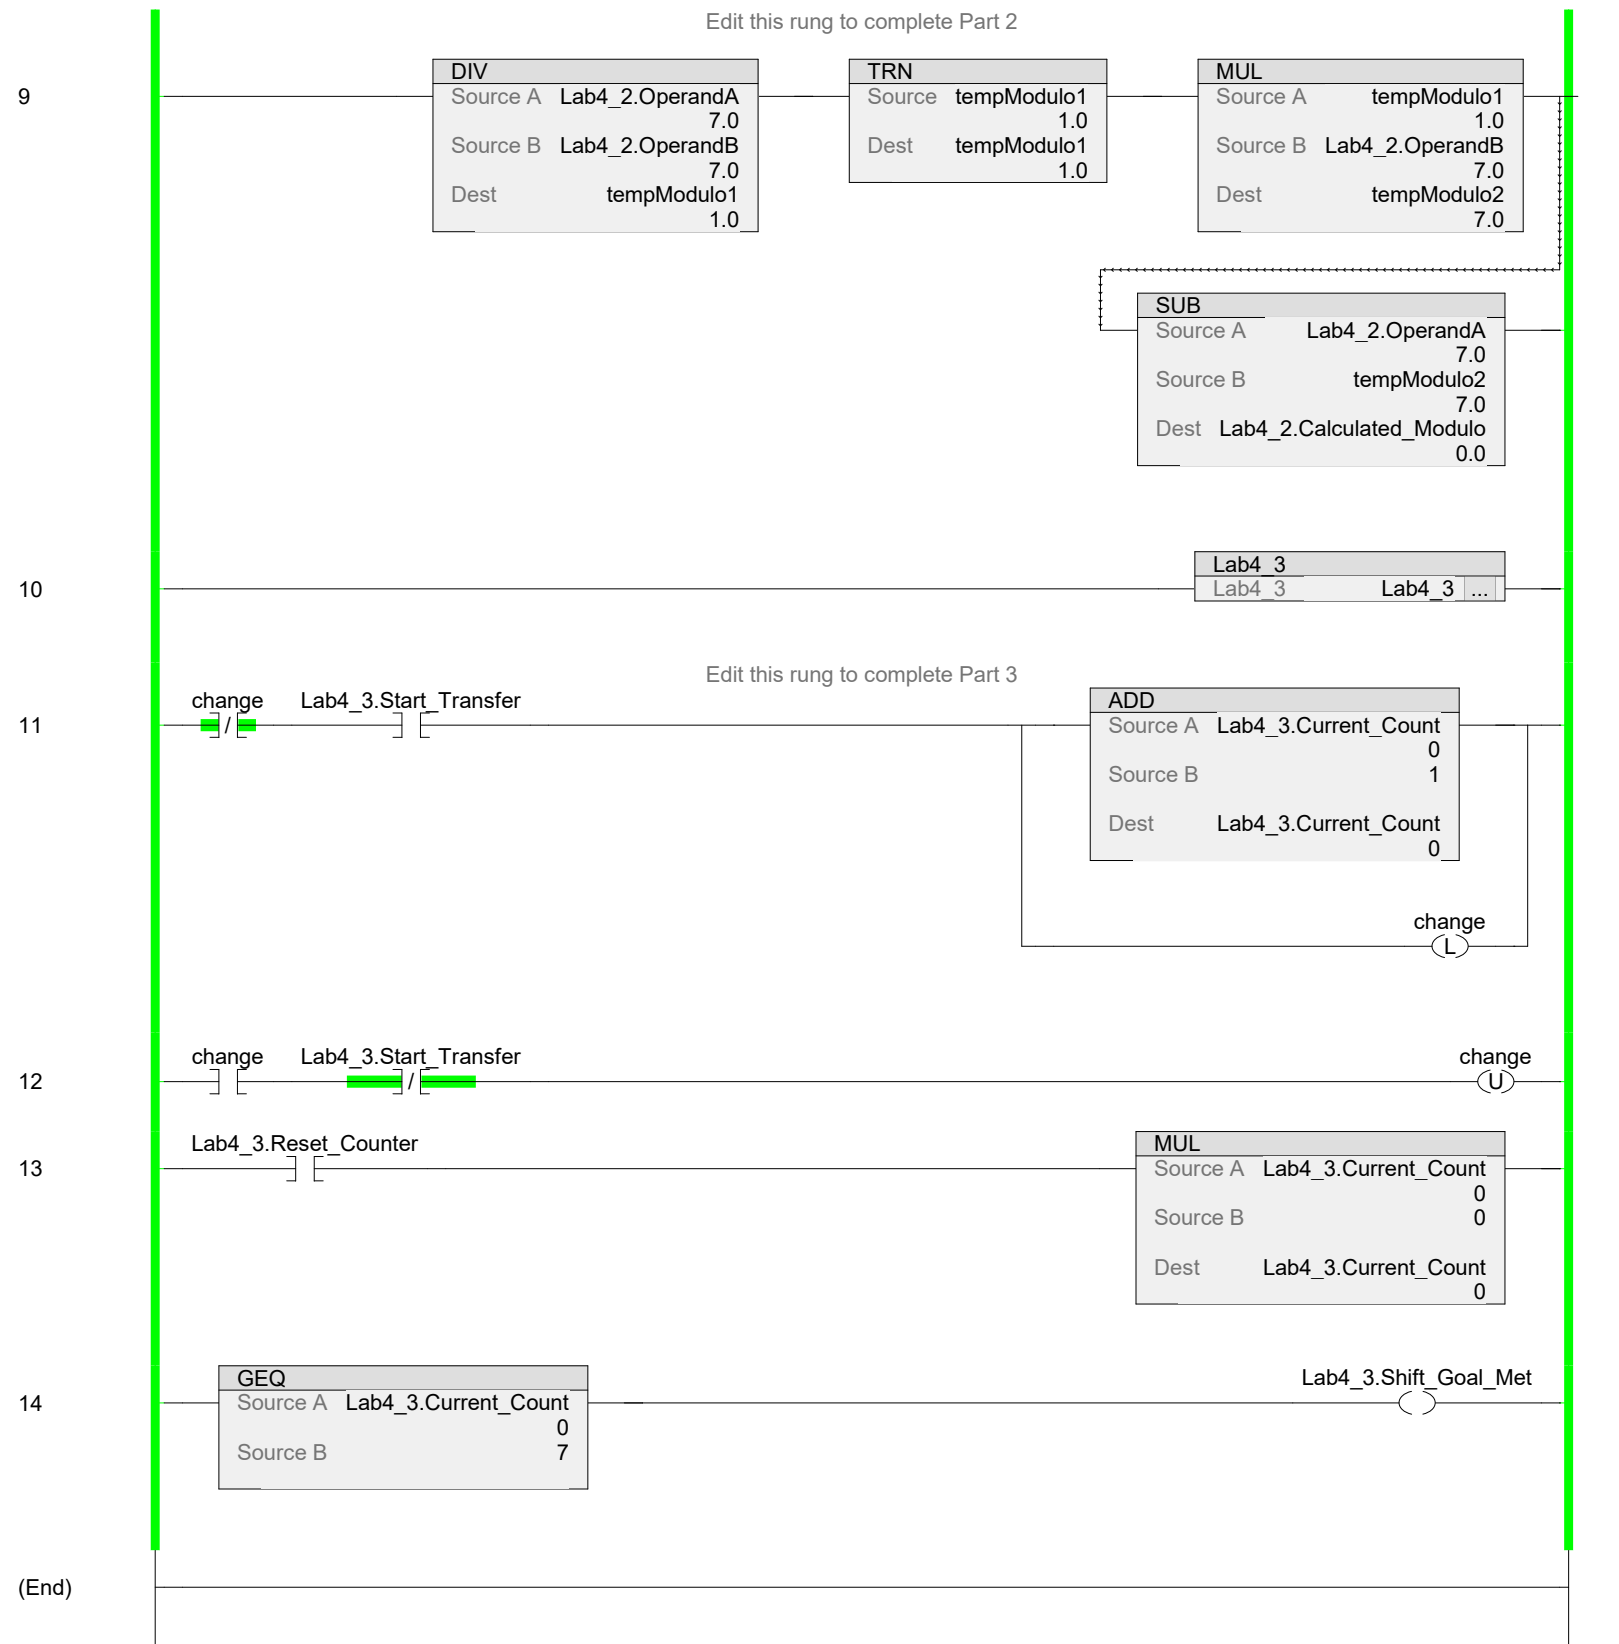 Edit this rung to complete Part 2
9
DIV
Source A Lab4_2.OperandA
7.0
Source B Lab4_2.OperandB
7.0
Dest tempModulo1
1.0
TRN
Source tempModulo1
1.0
Dest tempModulo1
1.0
MUL
Source A tempModulo1
1.0
Source B Lab4_2.OperandB
7.0
Dest tempModulo2
7.0
SUB
Source A Lab4_2.OperandA
7.0
Source B tempModulo2
7.0
Dest Lab4_2.Calculated_Modulo
0.0
10
Lab4_3
Lab4_3 Lab4_3 ...
Edit this rung to complete Part 3
11
change Lab4_3.Start_Transfer
/
ADD
Source A Lab4_3.Current_Count
0
Source B 1
Dest Lab4_3.Current_Count
0
change
L
12
change Lab4_3.Start_Transfer change
/ U
13
Lab4_3.Reset_Counter
MUL
Source A Lab4_3.Current_Count
0
Source B 0
Dest Lab4_3.Current_Count
0
14
GEQ
Source A Lab4_3.Current_Count
0
Source B 7
Lab4_3.Shift_Goal_Met
(End)